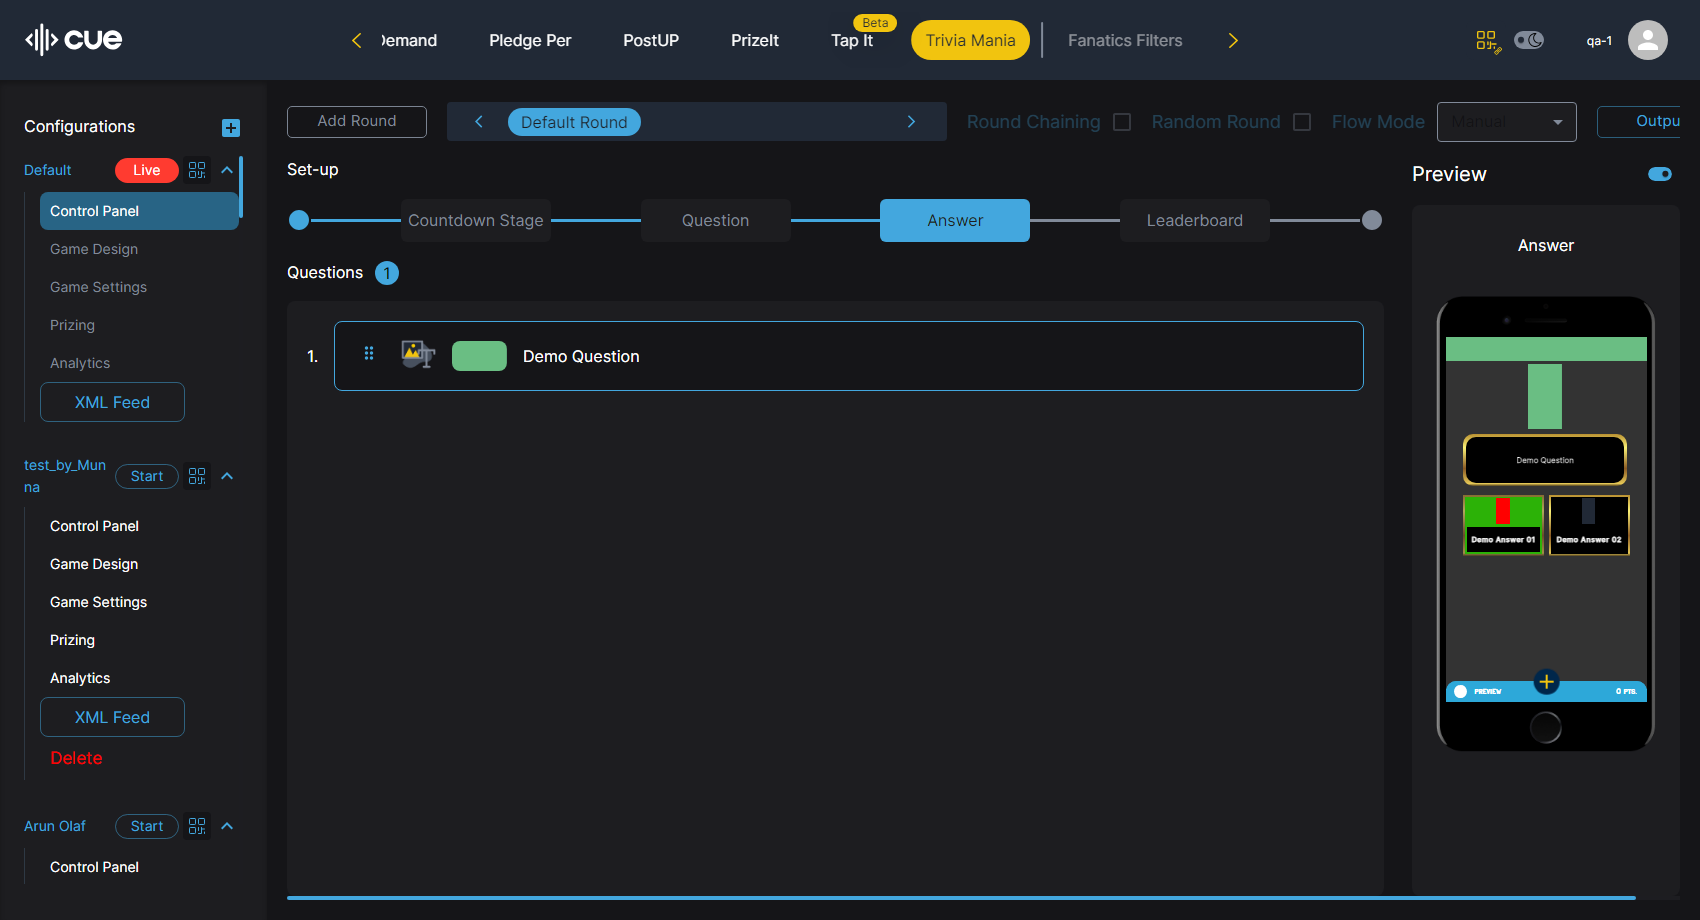 cue
Demand
Pledge Per
PostUP
PrizeIt
Tap It
Beta
Trivia Mania
Fanatics Filters
qa-1
Configurations
Default
Live
Control Panel
Game Design
Game Settings
Prizing
Analytics
XML Feed
test_by_Mun
na
Start
Control Panel
Game Design
Game Settings
Prizing
Analytics
XML Feed
Delete
Arun Olaf
Start
Control Panel
Add Round
Default Round
Round Chaining
Random Round
Flow Mode
Manual
Outpu
Set-up
Countdown Stage
Question
Answer
Leaderboard
Questions 1
1.
Demo Question
Preview
Answer
Demo Question
Demo Answer 01
Demo Answer 02
PREVIEW
0 PTS.